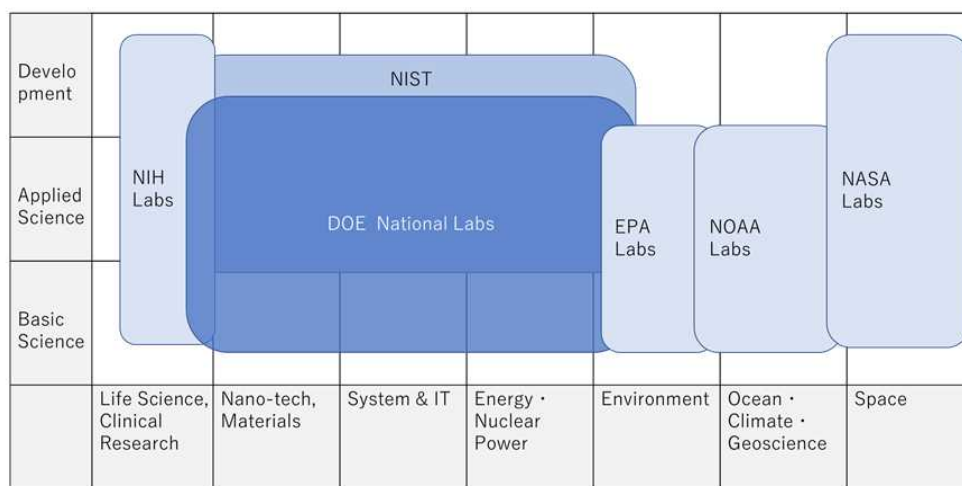 Develo
pment
NIST
NIH
Labs
Applied
Science
DOE National Labs
EPA
Labs
NOAA
Labs
NASA
Labs
Basic
Science
Life Science,
Clinical
Research
Nano-tech,
Materials
System & IT
Energy・
Nuclear
Power
Environment
Ocean・
Climate・
Geoscience
Space